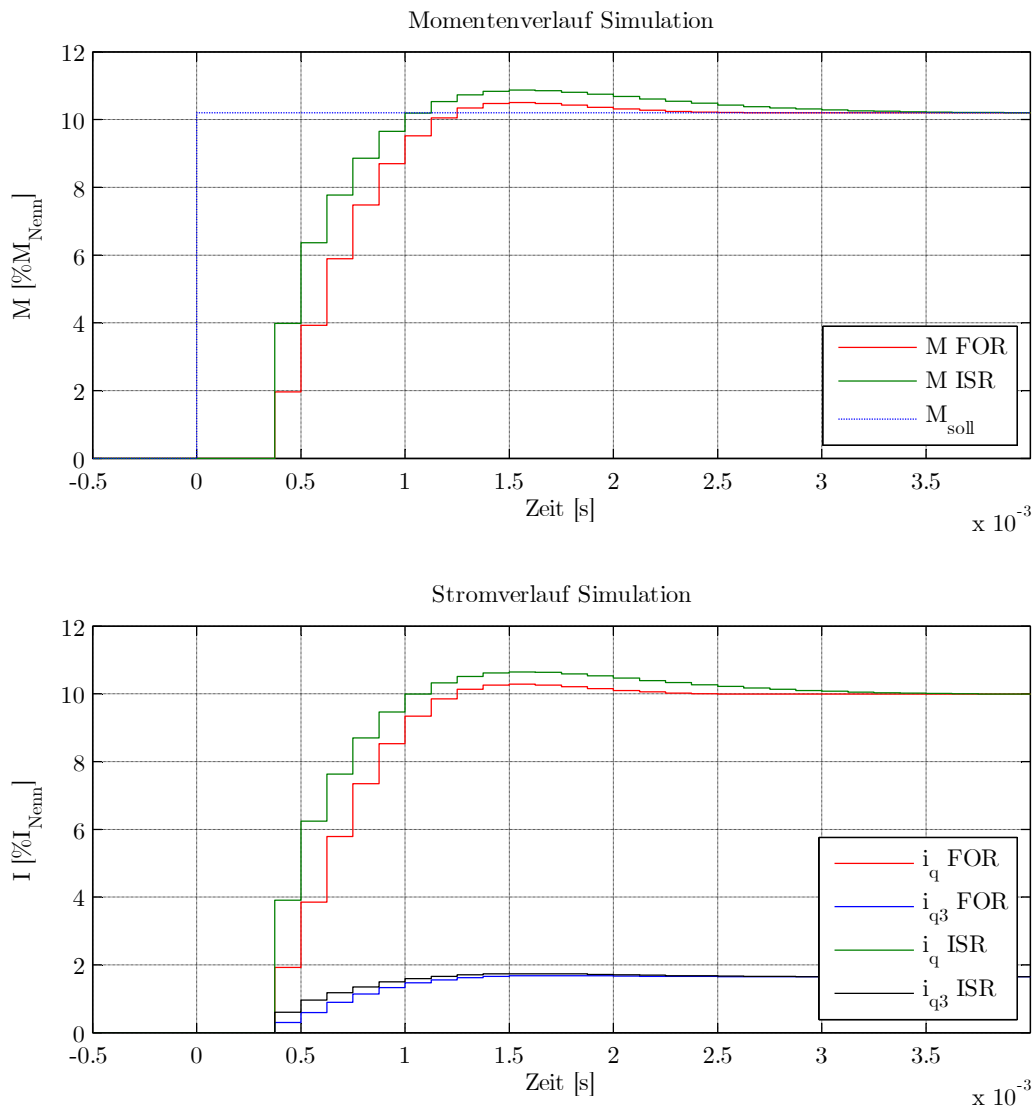 Momentenverlauf Simulation
12
10
8
6
4
2
0
M [%M_Nenn]
M FOR
M ISR
M_soll
-0.5 0 0.5 1 1.5 2 2.5 3 3.5
Zeit [s]
x 10^-3
Stromverlauf Simulation
12
10
8
6
4
2
0
I [%I_Nenn]
i_q FOR
i_q3 FOR
i_q ISR
i_q3 ISR
-0.5 0 0.5 1 1.5 2 2.5 3 3.5
Zeit [s]
x 10^-3